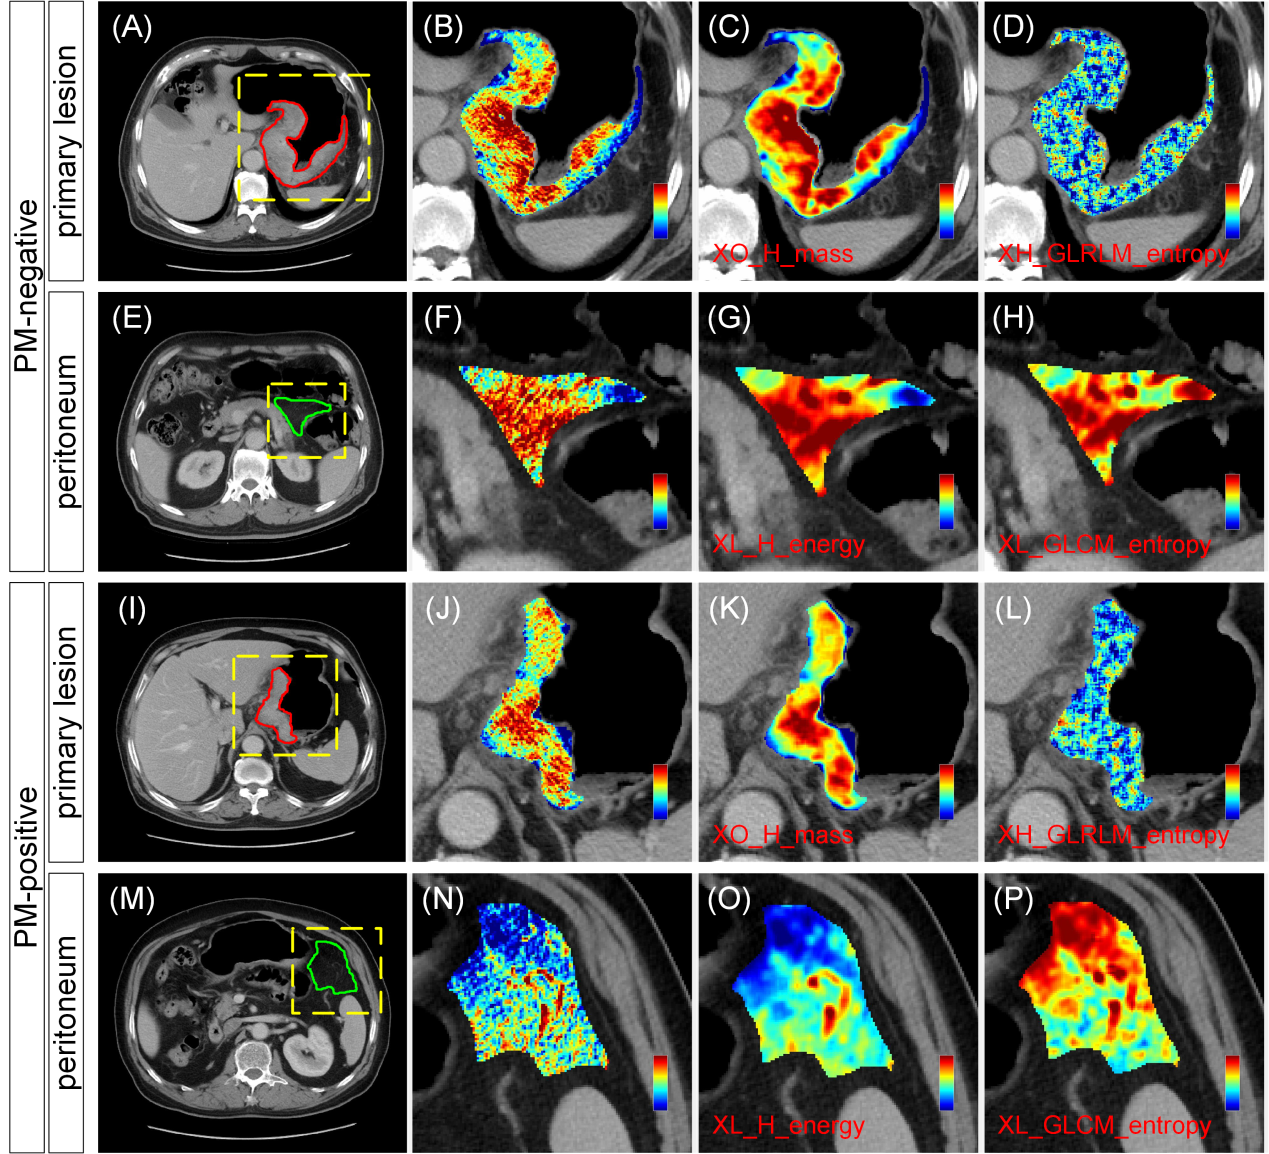 PM-negative
primary lesion
(A)
(B)
(C)
XO_H_mass
(D)
XH_GLRLM_entropy
peritoneum
(E)
(F)
(G)
XL_H_energy
(H)
XL_GLCM_entropy
PM-positive
primary lesion
(I)
(J)
(K)
XO_H_mass
(L)
XH_GLRLM_entropy
peritoneum
(M)
(N)
(O)
XL_H_energy
(P)
XL_GLCM_entropy